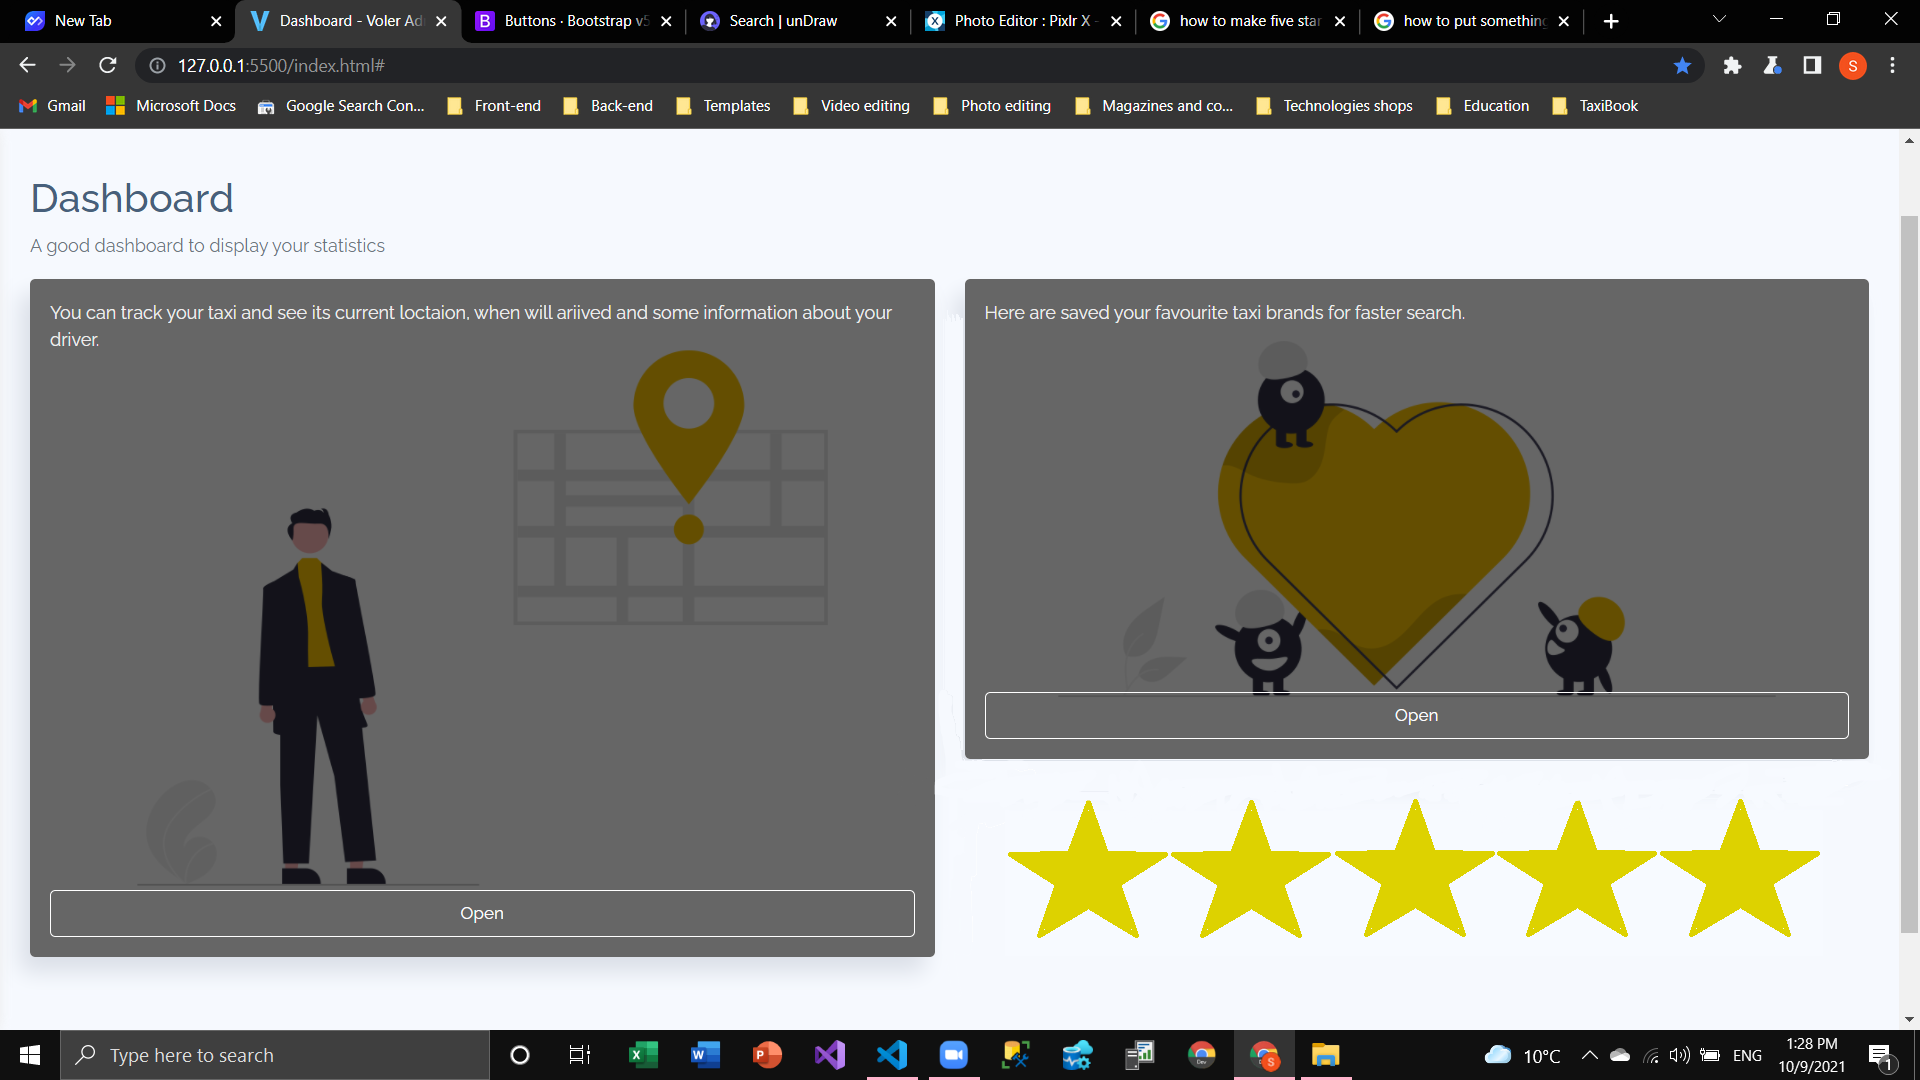 New Tab
Dashboard - Voler Ad
Buttons · Bootstrap v5
Search | unDraw
Photo Editor : Pixlr X -
how to make five star
how to put something
127.0.0.1:5500/index.html#
S
Gmail
Microsoft Docs
Google Search Con...
Front-end
Back-end
Templates
Video editing
Photo editing
Magazines and co...
Technologies shops
Education
TaxiBook
Dashboard
A good dashboard to display your statistics
You can track your taxi and see its current loctaion, when will ariived and some information about your
driver.
Open
Here are saved your favourite taxi brands for faster search.
Open
Type here to search
10°C
ENG
1:28 PM
10/9/2021
1